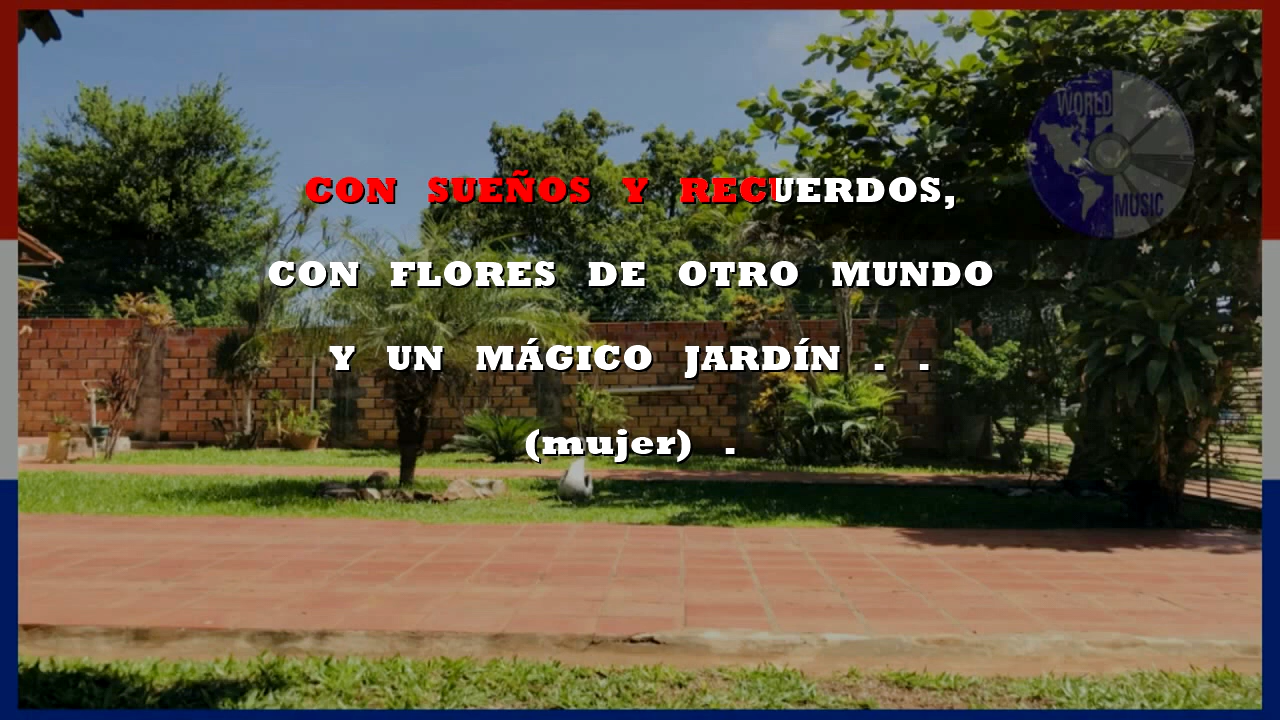 WORLD
MUSIC
CON SUEÑOS Y RECUERDOS,
CON FLORES DE OTRO MUNDO
Y UN MÁGICO JARDÍN . .
(mujer) .